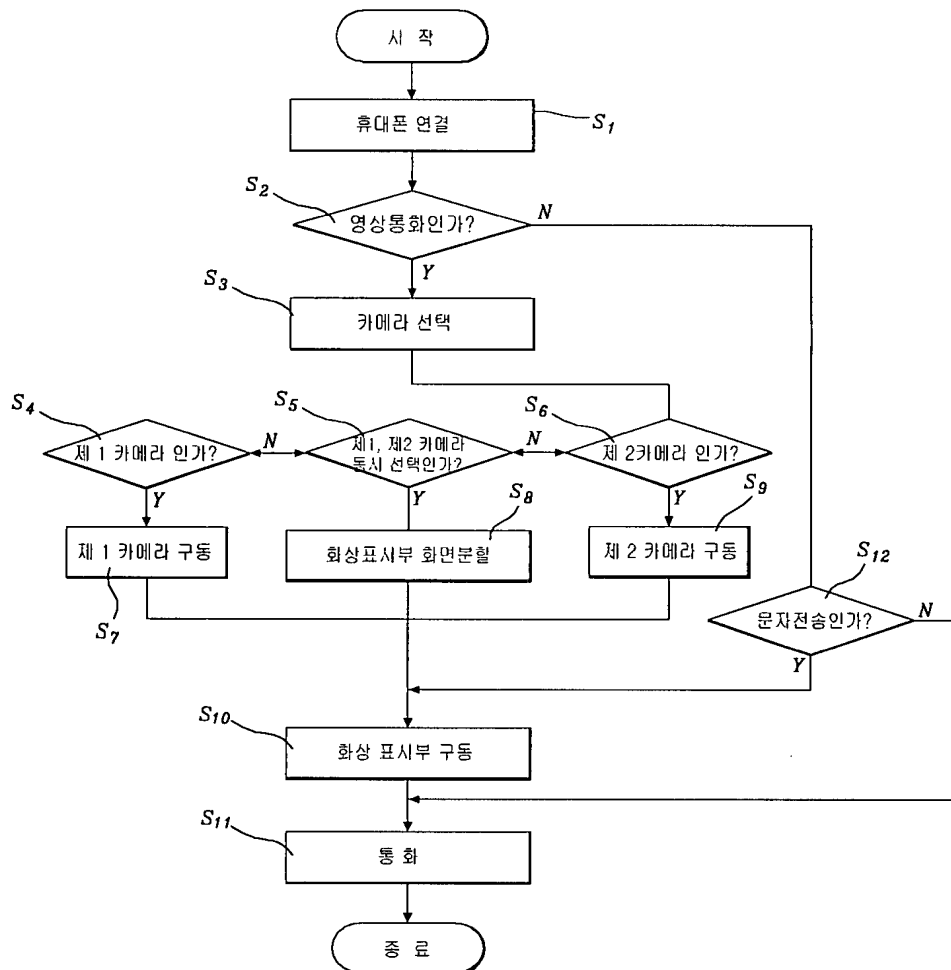 시 작
휴대폰 연결
S1
S2
영상통화인가?
N
Y
S3
카메라 선택
S4
제 1 카메라 인가?
N
Y
S5
제1, 제2 카메라
동시 선택인가?
N
Y
S6
제 2카메라 인가?
Y
제 1 카메라 구동
S7
S8
화상표시부 화면분할
S9
제 2 카메라 구동
S12
문자전송인가?
N
Y
S10
화상 표시부 구동
S11
통 화
종 료